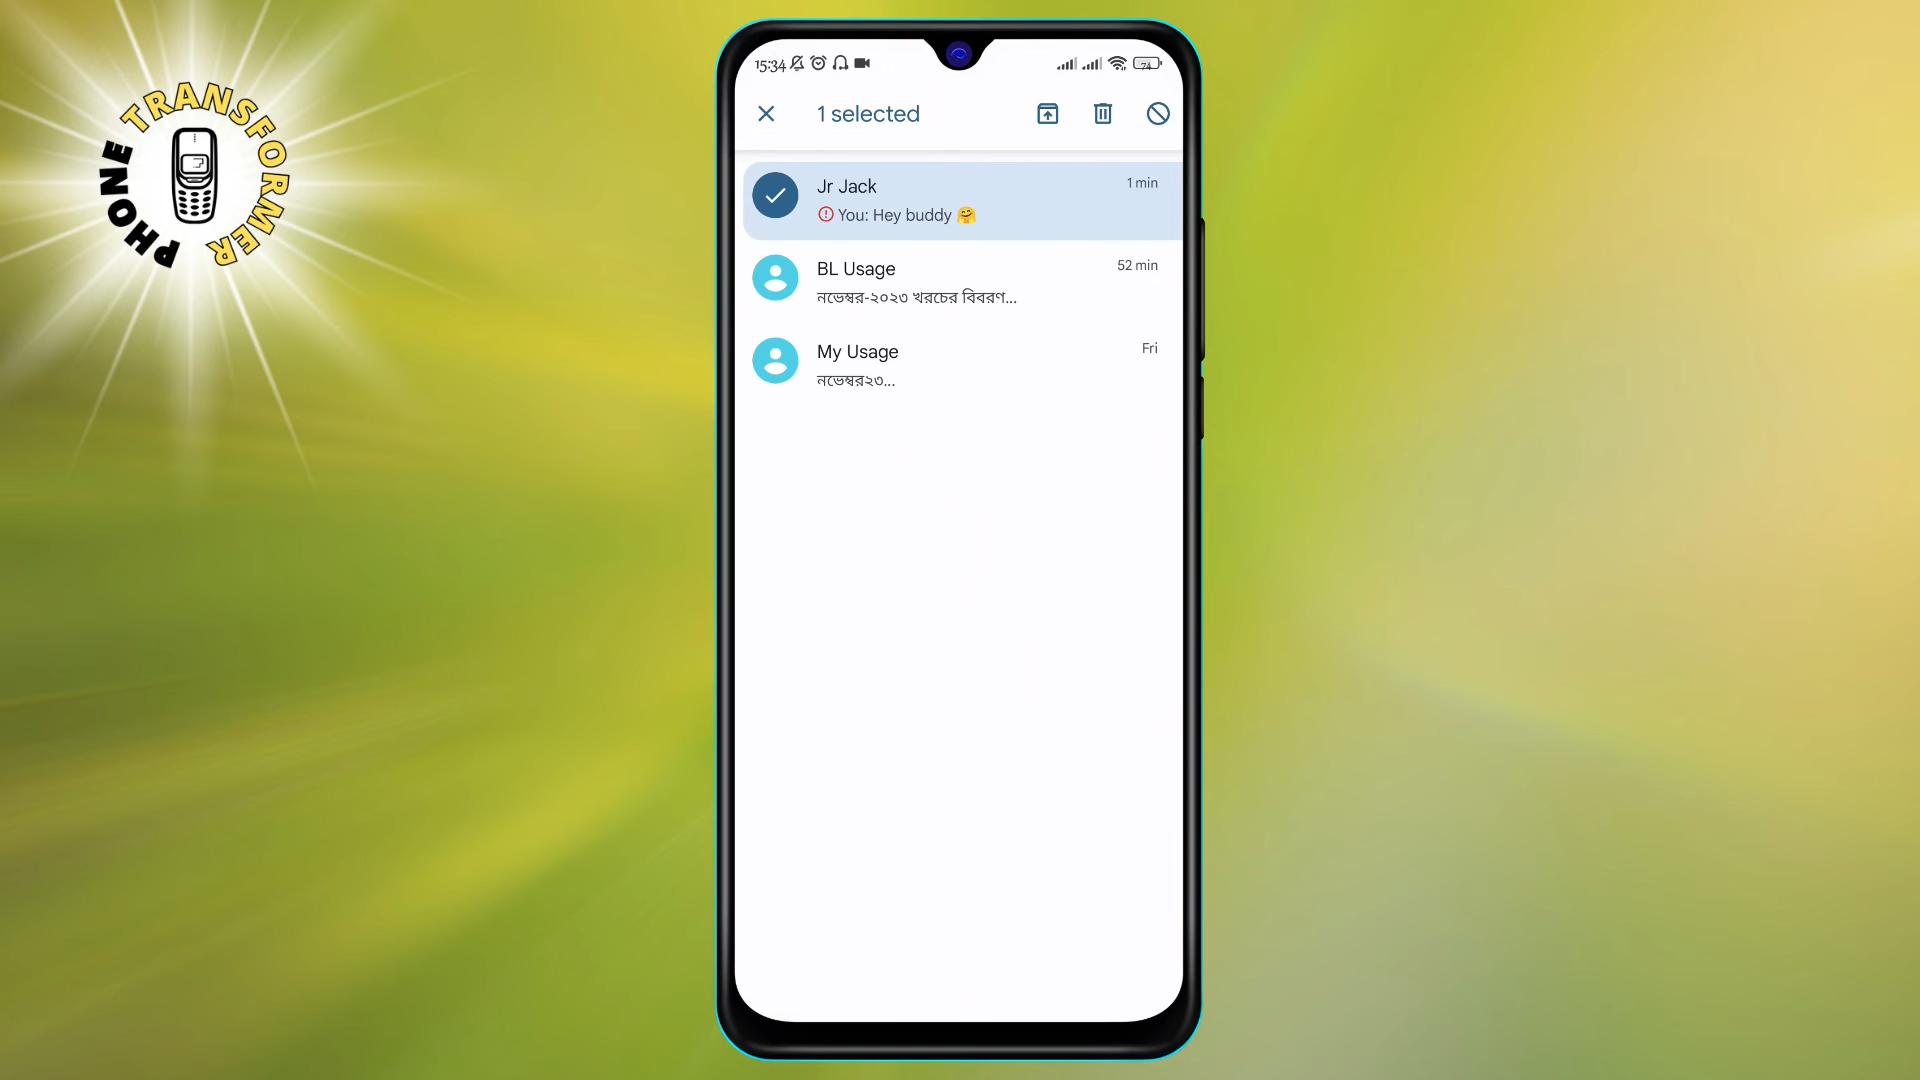 PHONE TRANSFORMER
15:34
74
1 selected
Jr Jack
1 min
You: Hey buddy 🤗
BL Usage
52 min
নভেম্বর-২০২৩ খরচের বিবরণ...
My Usage
Fri
নভেম্বর২৩...